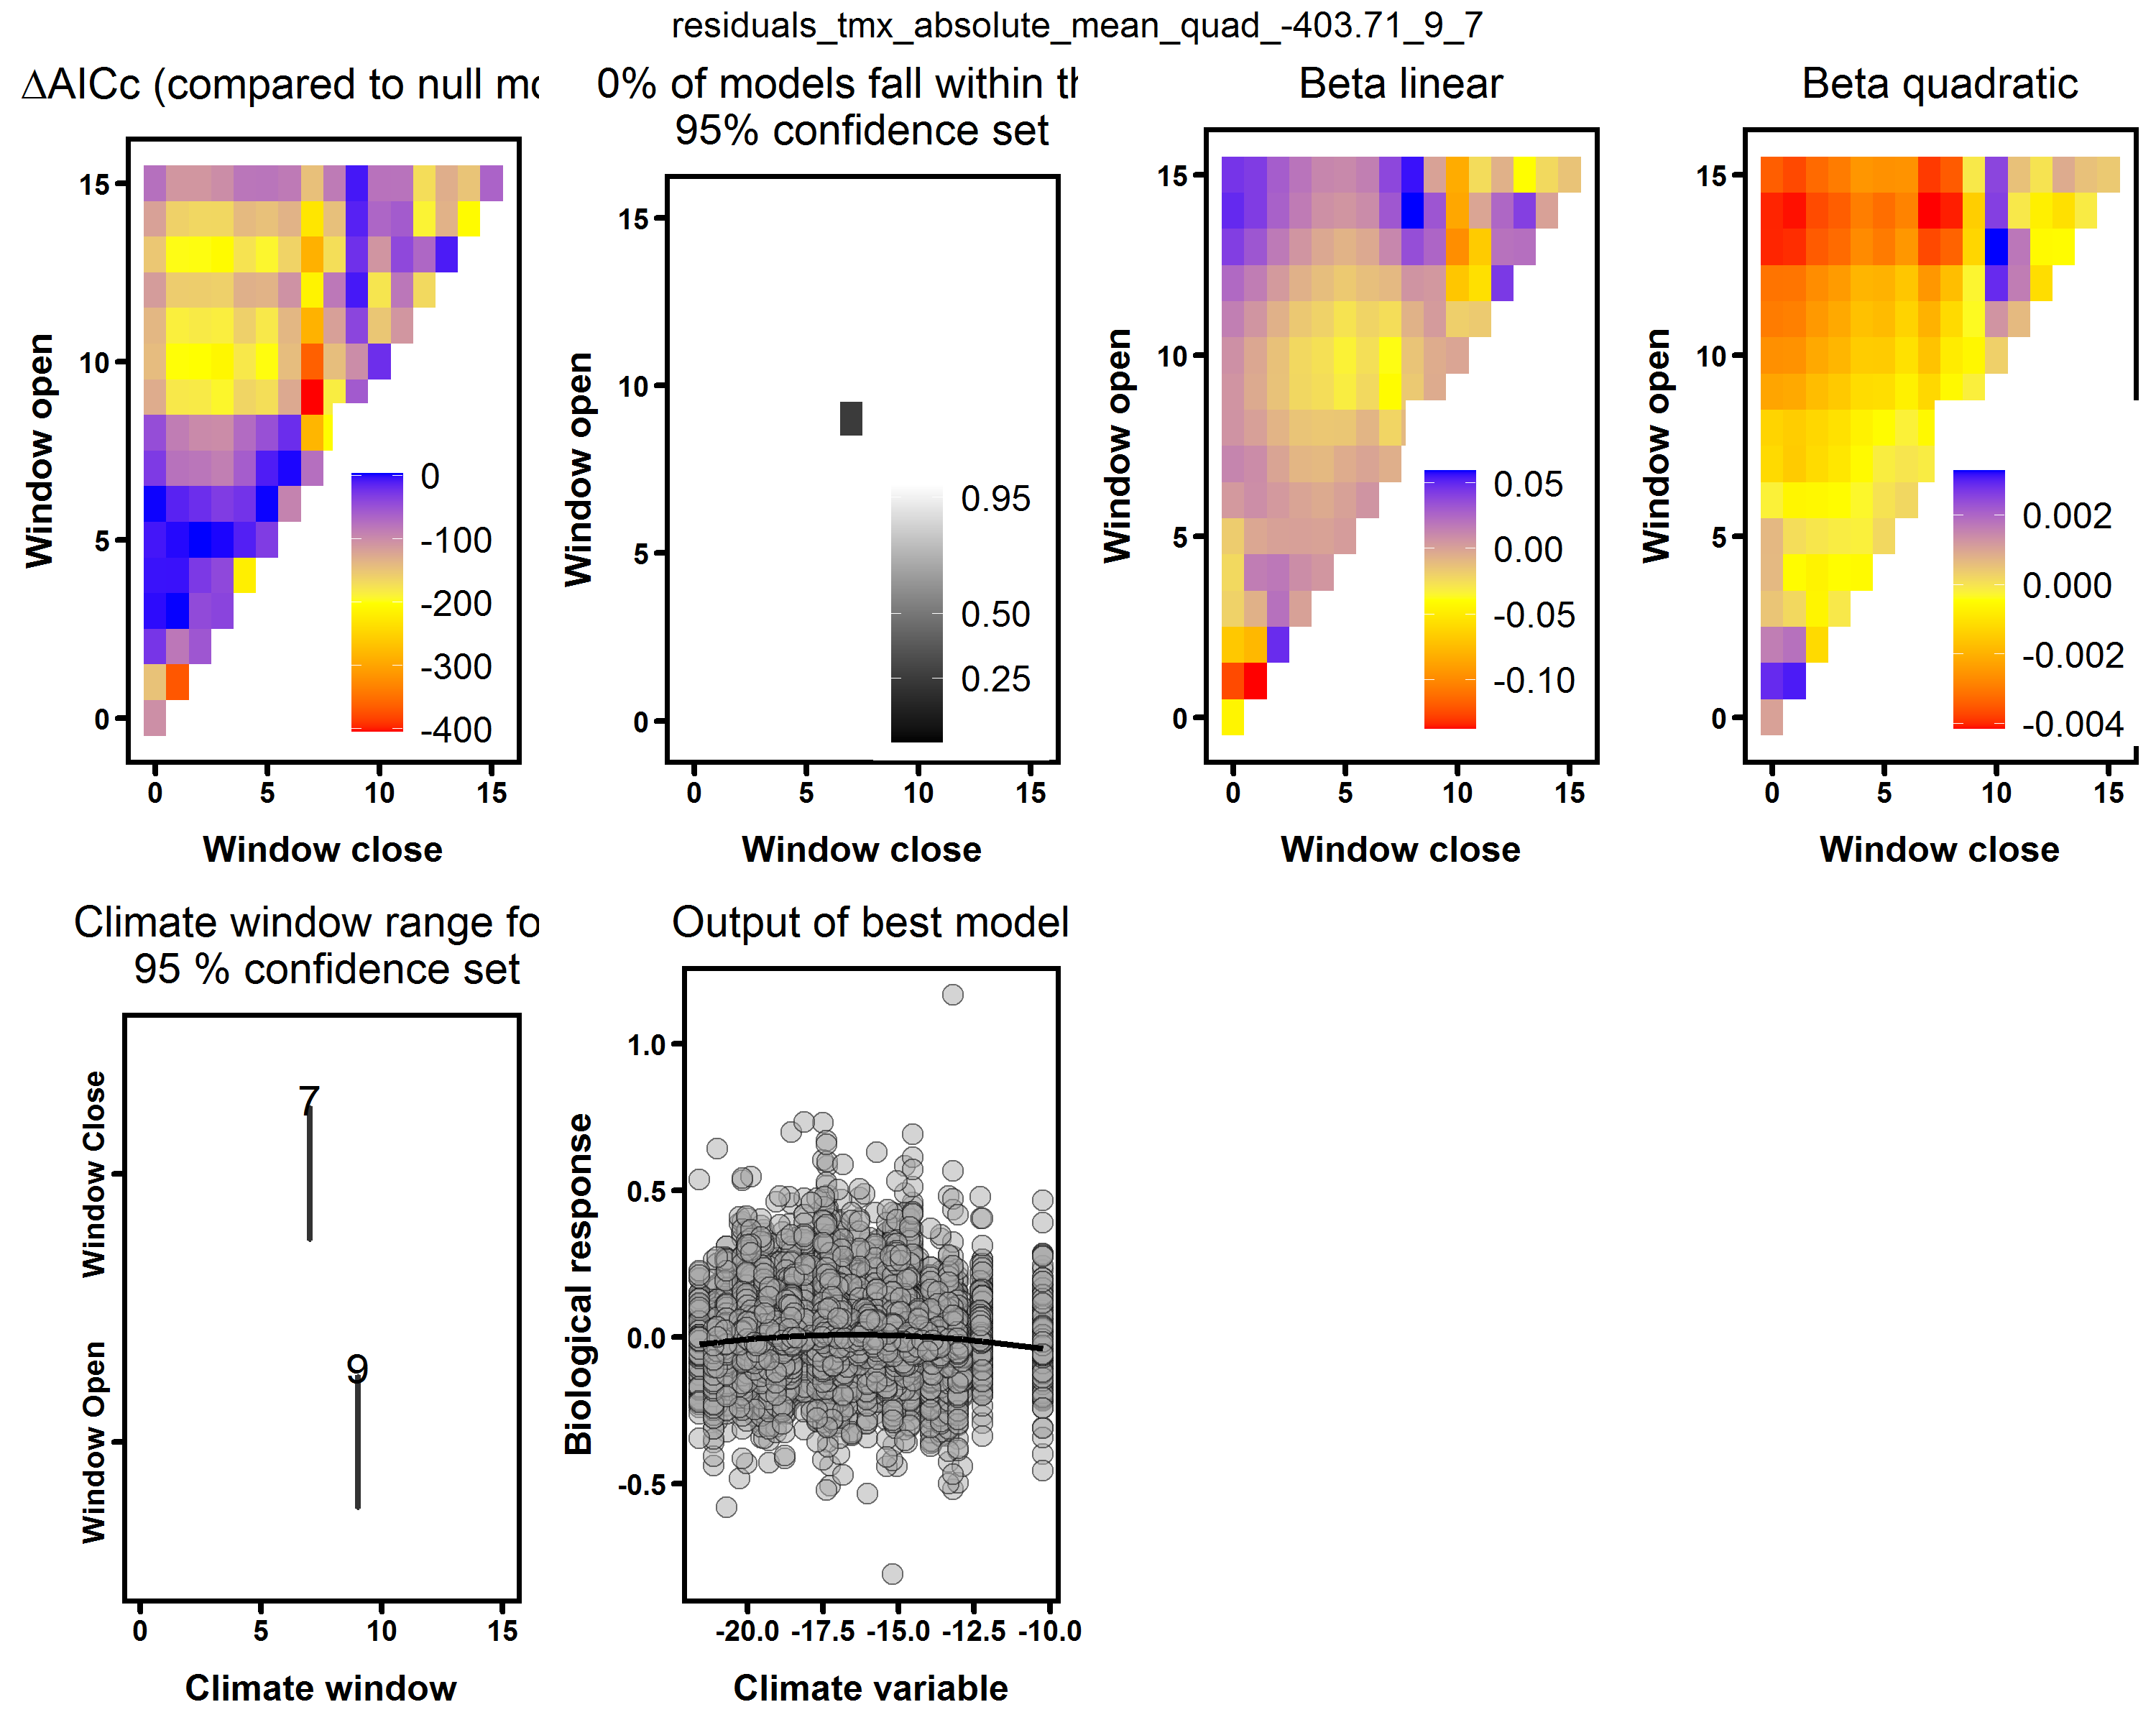 residuals_tmx_absolute_mean_quad_-403.71_9_7
ΔAICc (compared to null mo
Window open
15
10
5
0
0
-100
-200
-300
-400
0 5 10 15
Window close
0% of models fall within th
95% confidence set
Window open
15
10
5
0
0.95
0.50
0.25
0 5 10 15
Window close
Beta linear
Window open
15
10
5
0
0.05
0.00
-0.05
-0.10
0 5 10 15
Window close
Beta quadratic
Window open
15
10
5
0
0.002
0.000
-0.002
-0.004
0 5 10 15
Window close
Climate window range fo
95 % confidence set
Window Close
Window Open
7
9
0 5 10 15
Climate window
Output of best model
Biological response
1.0
0.5
0.0
-0.5
-20.0 -17.5 -15.0 -12.5 -10.0
Climate variable